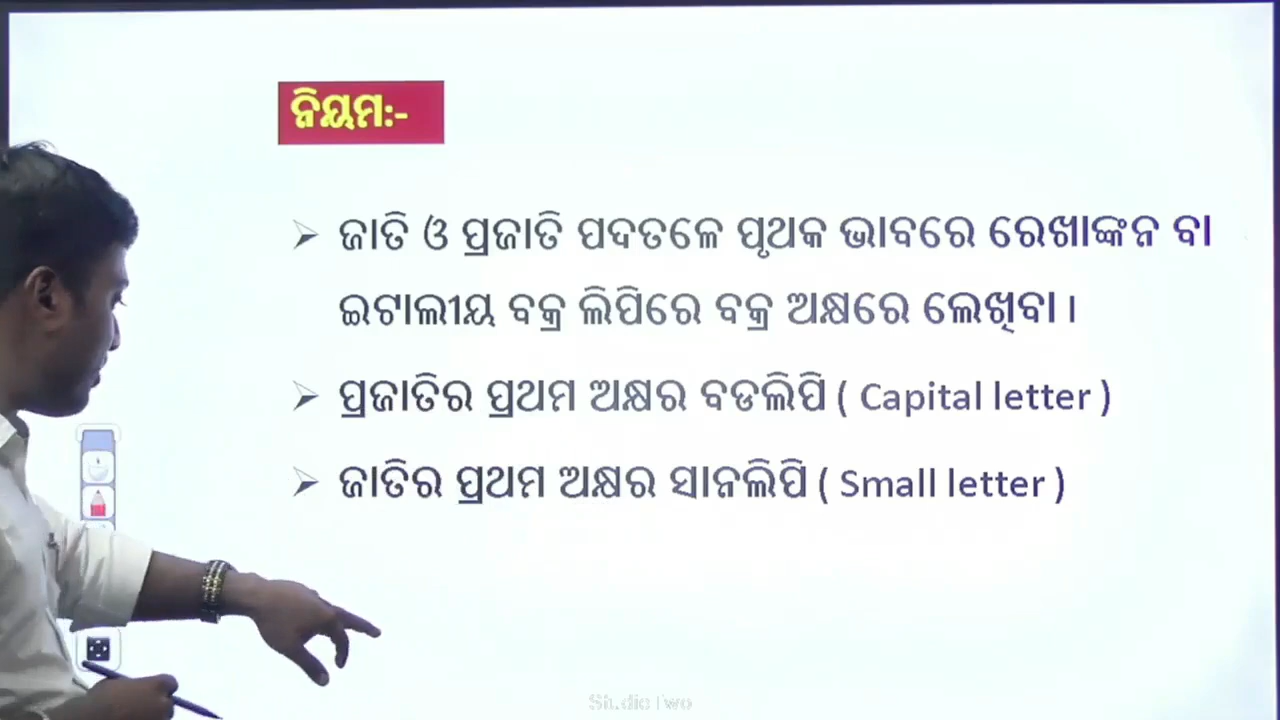 ନିୟମ:-
➢ ଜାତି ଓ ପ୍ରଜାତି ପଦତଳେ ପୃଥକ ଭାବରେ ରେଖାଙ୍କନ ବା
ଇଟାଲୀୟ ବକ୍ର ଲିପିରେ ବକ୍ର ଅକ୍ଷରେ ଲେଖିବା ।
➢ ପ୍ରଜାତିର ପ୍ରଥମ ଅକ୍ଷର ବଡଲିପି ( Capital letter )
➢ ଜାତିର ପ୍ରଥମ ଅକ୍ଷର ସାନଲିପି ( Small letter )